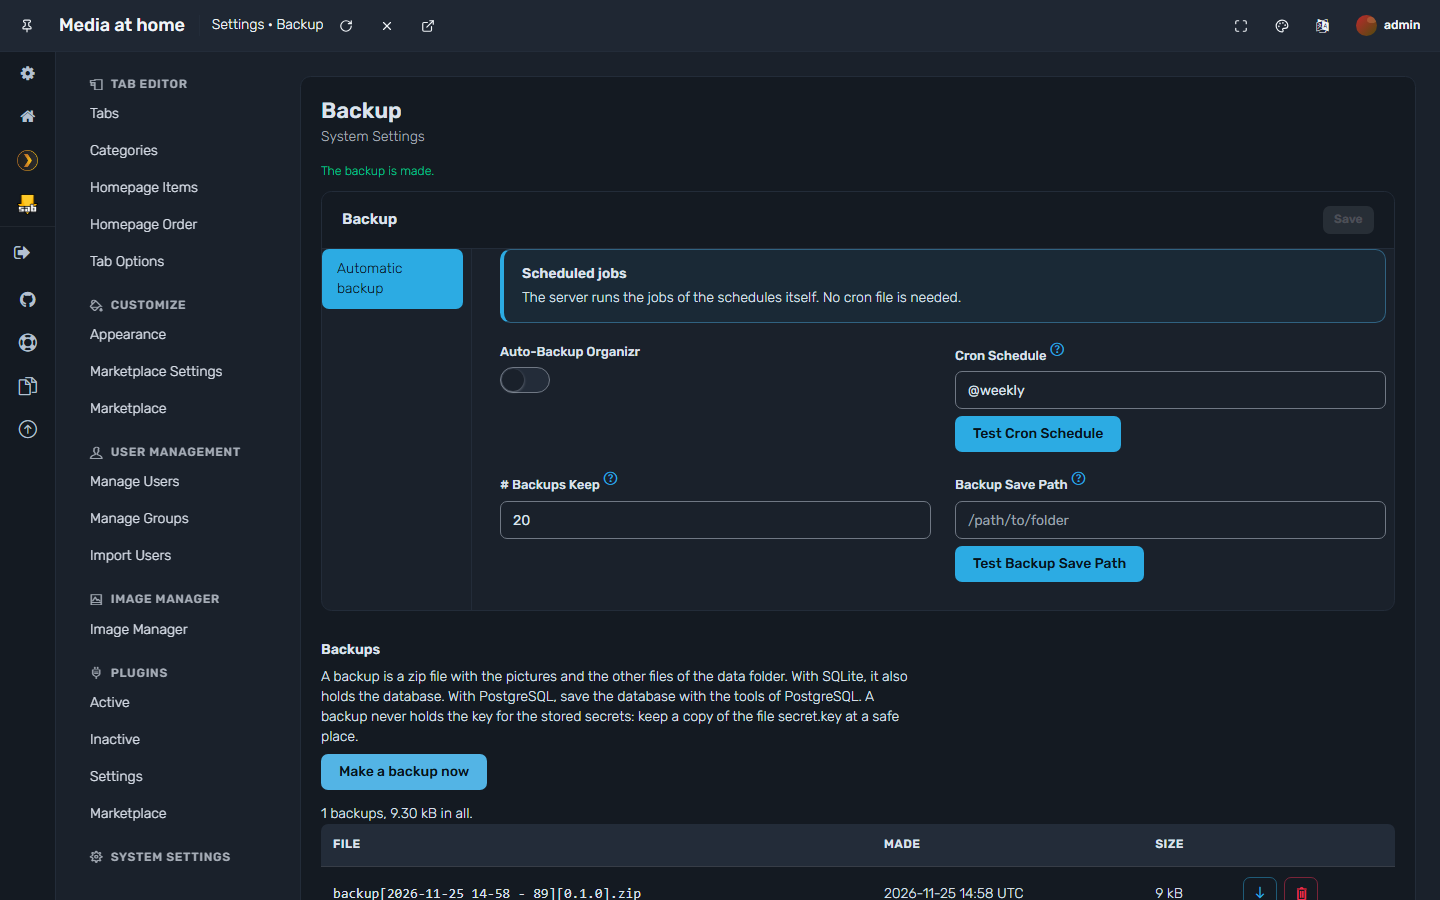 Media at home
Settings • Backup
admin
TAB EDITOR
Tabs
Categories
Homepage Items
Homepage Order
Tab Options
CUSTOMIZE
Appearance
Marketplace Settings
Marketplace
USER MANAGEMENT
Manage Users
Manage Groups
Import Users
IMAGE MANAGER
Image Manager
PLUGINS
Active
Inactive
Settings
Marketplace
SYSTEM SETTINGS
sab
Backup
System Settings
The backup is made.
Backup
Save
Automatic
backup
Scheduled jobs
The server runs the jobs of the schedules itself. No cron file is needed.
Auto-Backup Organizr
Cron Schedule
@weekly
Test Cron Schedule
# Backups Keep
20
Backup Save Path
/path/to/folder
Test Backup Save Path
Backups
A backup is a zip file with the pictures and the other files of the data folder. With SQLite, it also
holds the database. With PostgreSQL, save the database with the tools of PostgreSQL. A
backup never holds the key for the stored secrets: keep a copy of the file secret.key at a safe
place.
Make a backup now
1 backups, 9.30 kB in all.
FILE MADE SIZE
backup[2026-11-25 14-58 - 89][0.1.0].zip 2026-11-25 14:58 UTC 9 kB